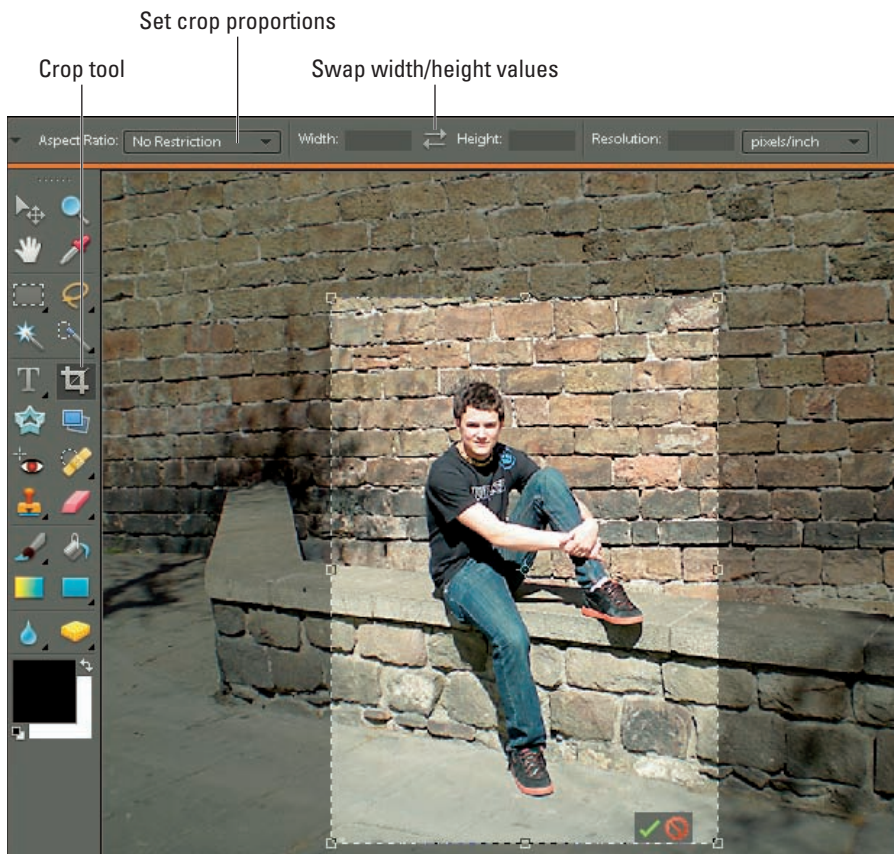 Set crop proportions
Crop tool
Swap width/height values
Aspect Ratio: No Restriction Width: Height: Resolution: pixels/inch
T